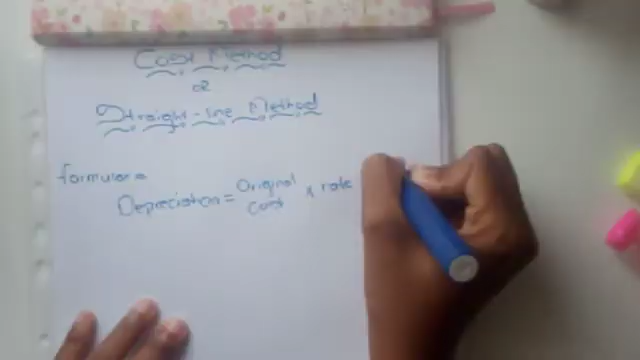 Cost Method
or
Straight-line Method
formula =
Depreciation = Original cost x rate